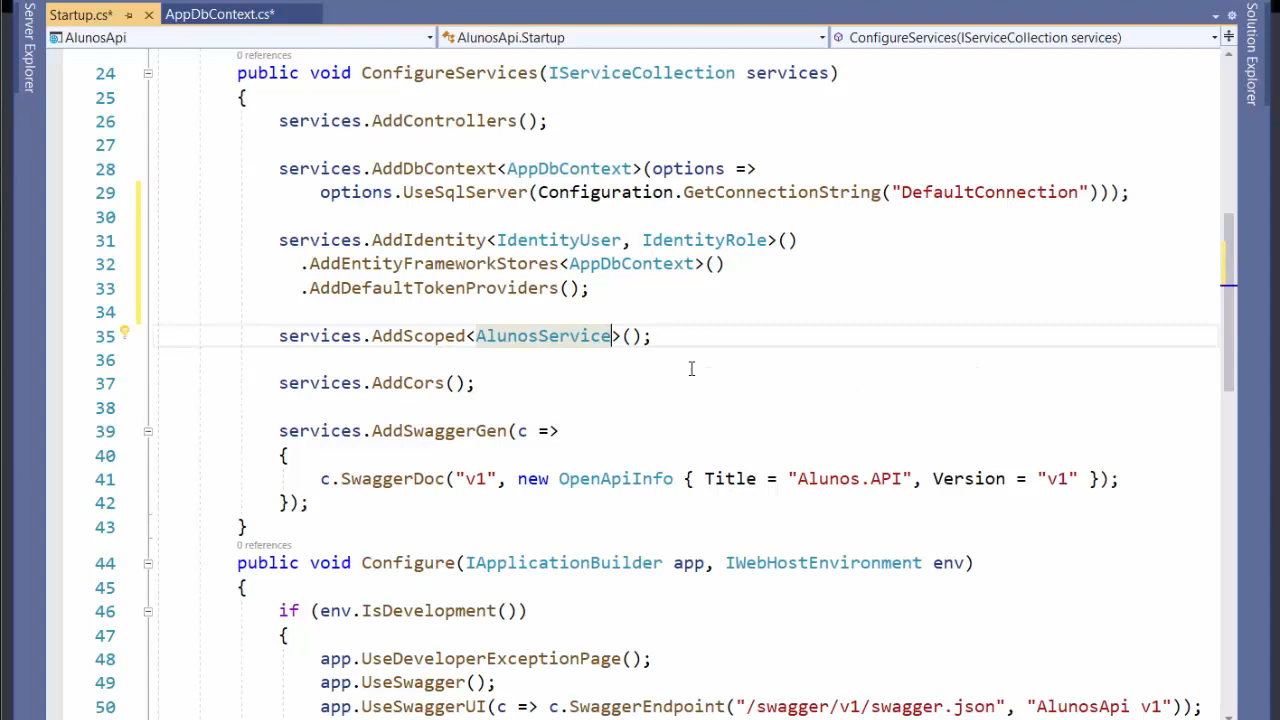 Server Explorer
Startup.cs*
AppDbContext.cs*
Solution Explorer
AlunosApi
AlunosApi.Startup
ConfigureServices(IServiceCollection services)
0 references
24 public void ConfigureServices(IServiceCollection services)
25 {
26 services.AddControllers();
27
28 services.AddDbContext<AppDbContext>(options =>
29 options.UseSqlServer(Configuration.GetConnectionString("DefaultConnection")));
30
31 services.AddIdentity<IdentityUser, IdentityRole>()
32 .AddEntityFrameworkStores<AppDbContext>()
33 .AddDefaultTokenProviders();
34
35 services.AddScoped<AlunosService>();
36
37 services.AddCors();
38
39 services.AddSwaggerGen(c =>
40 {
41 c.SwaggerDoc("v1", new OpenApiInfo { Title = "Alunos.API", Version = "v1" });
42 });
43 }
0 references
44 public void Configure(IApplicationBuilder app, IWebHostEnvironment env)
45 {
46 if (env.IsDevelopment())
47 {
48 app.UseDeveloperExceptionPage();
49 app.UseSwagger();
50 app.UseSwaggerUI(c => c.SwaggerEndpoint("/swagger/v1/swagger.json", "AlunosApi v1"));